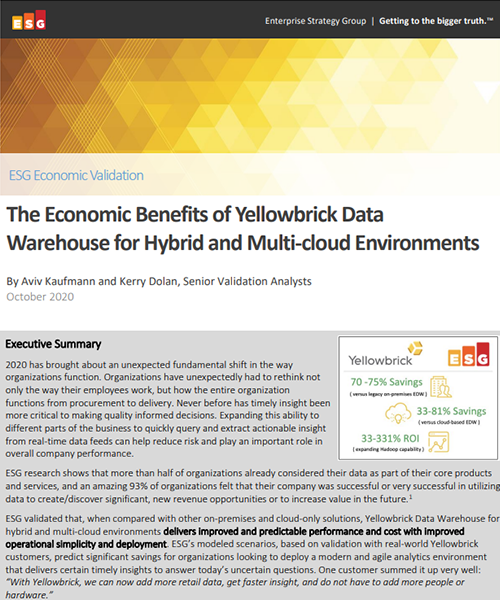 ESG
Enterprise Strategy Group | Getting to the bigger truth.™
ESG Economic Validation
The Economic Benefits of Yellowbrick Data
Warehouse for Hybrid and Multi-cloud Environments
By Aviv Kaufmann and Kerry Dolan, Senior Validation Analysts
October 2020
Executive Summary
2020 has brought about an unexpected fundamental shift in the way
organizations function. Organizations have unexpectedly had to rethink not
only the way their employees work, but how the entire organization
functions from procurement to delivery. Never before has timely insight been
more critical to making quality informed decisions. Expanding this ability to
different parts of the business to quickly query and extract actionable insight
from real-time data feeds can help reduce risk and play an important role in
overall company performance.
Yellowbrick
ESG
70 -75% Savings
( versus legacy on-premises EDW )
33-81% Savings
( versus cloud-based EDW )
33-331% ROI
( expanding Hadoop capability )
ESG research shows that more than half of organizations already considered their data as part of their core products
and services, and an amazing 93% of organizations felt that their company was successful or very successful in utilizing
data to create/discover significant, new revenue opportunities or to increase value in the future.1
ESG validated that, when compared with other on-premises and cloud-only solutions, Yellowbrick Data Warehouse for
hybrid and multi-cloud environments delivers improved and predictable performance and cost with improved
operational simplicity and deployment. ESG's modeled scenarios, based on validation with real-world Yellowbrick
customers, predict significant savings for organizations looking to deploy a modern and agile analytics environment
that delivers certain timely insights to answer today's uncertain questions. One customer summed it up very well:
"With Yellowbrick, we can now add more retail data, get faster insight, and do not have to add more people or
hardware."